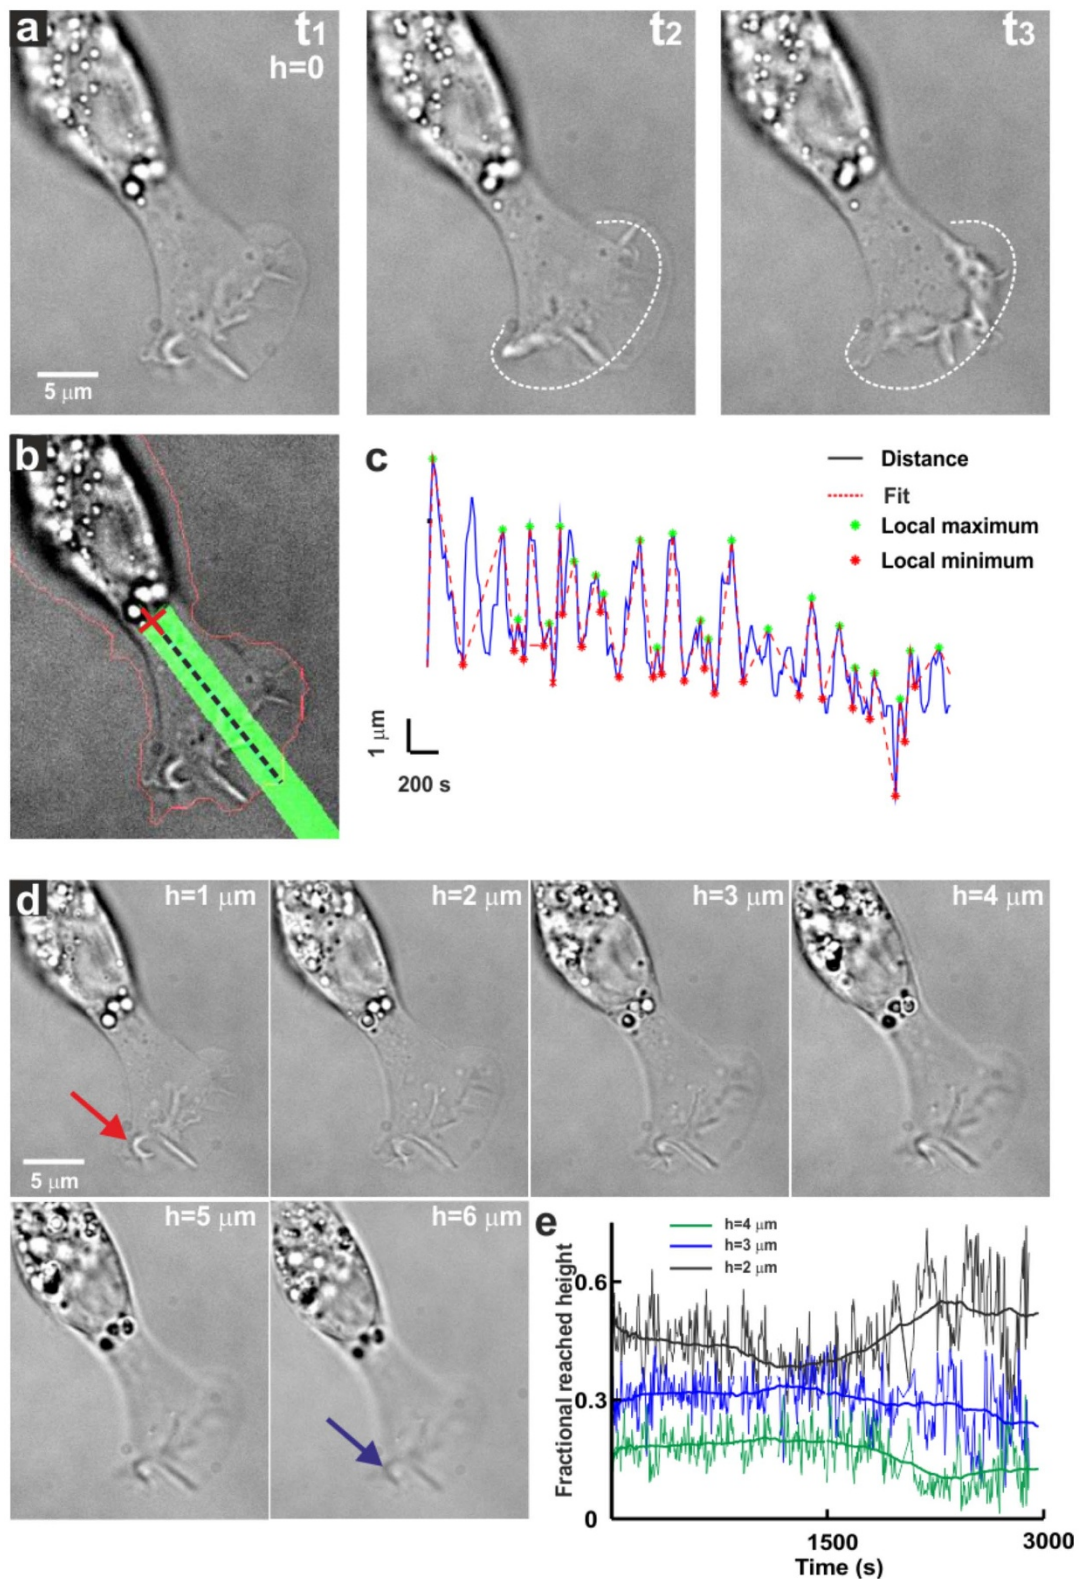 a
t1
h=0
t2
t3
5 μm
b
c
Distance
Fit
Local maximum
Local minimum
1 μm
200 s
d
h=1 μm
h=2 μm
h=3 μm
h=4 μm
5 μm
h=5 μm
h=6 μm
e
h=4 μm
h=3 μm
h=2 μm
Fractional reached height
0.6
0.3
0
1500
3000
Time (s)